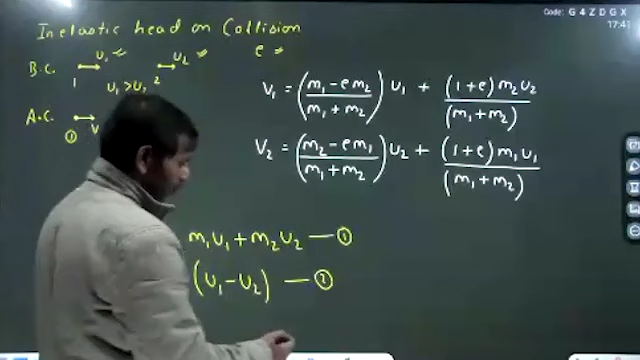 Code: G 4 Z D G X
17:41
Inelastic head on Collision
B.C. u₁ u₂ e
1 u₁ > u₂ 2
A.C.
① v
v₁ = ((m₁ - em₂)/(m₁ + m₂)) u₁ + ((1 + e) m₂u₂)/(m₁ + m₂)
v₂ = ((m₂ - em₁)/(m₁ + m₂)) u₂ + ((1 + e) m₁u₁)/(m₁ + m₂)
m₁u₁ + m₂u₂ — ①
(u₁ - u₂) — ②